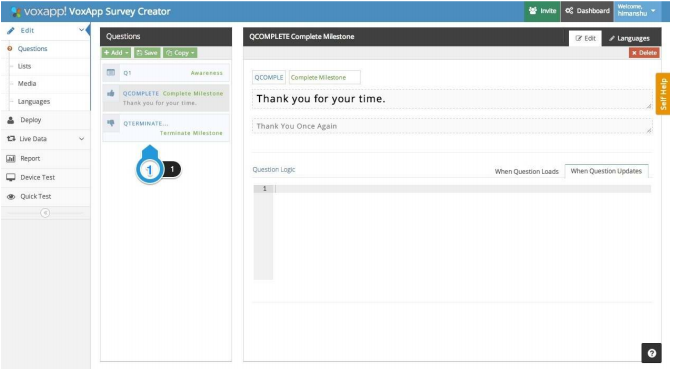 voxapp! VoxApp Survey Creator
Invite
Dashboard
Welcome,
himanshu
Edit
Questions
Lists
Media
Languages
Deploy
Live Data
Report
Device Test
Quick Test
Questions
+ Add
Save
Copy
Q1 Awareness
QCOMPLETE Complete Milestone
Thank you for your time.
QTERMINATE...
Terminate Milestone
1 1
QCOMPLETE Complete Milestone
Edit
Languages
× Delete
QCOMPLE Complete Milestone
Thank you for your time.
Thank You Once Again
Question Logic
When Question Loads
When Question Updates
1
Self Help
?